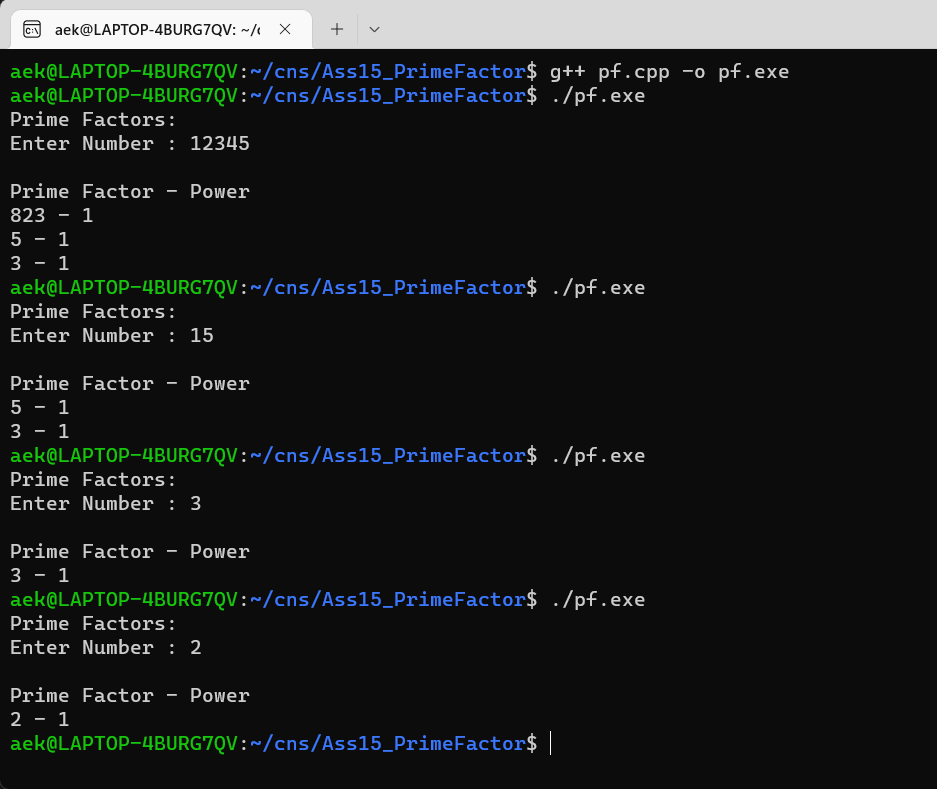 aek@LAPTOP-4BURG7QV: ~/c
aek@LAPTOP-4BURG7QV:~/cns/Ass15_PrimeFactor$ g++ pf.cpp -o pf.exe
aek@LAPTOP-4BURG7QV:~/cns/Ass15_PrimeFactor$ ./pf.exe
Prime Factors:
Enter Number : 12345
Prime Factor - Power
823 - 1
5 - 1
3 - 1
aek@LAPTOP-4BURG7QV:~/cns/Ass15_PrimeFactor$ ./pf.exe
Prime Factors:
Enter Number : 15
Prime Factor - Power
5 - 1
3 - 1
aek@LAPTOP-4BURG7QV:~/cns/Ass15_PrimeFactor$ ./pf.exe
Prime Factors:
Enter Number : 3
Prime Factor - Power
3 - 1
aek@LAPTOP-4BURG7QV:~/cns/Ass15_PrimeFactor$ ./pf.exe
Prime Factors:
Enter Number : 2
Prime Factor - Power
2 - 1
aek@LAPTOP-4BURG7QV:~/cns/Ass15_PrimeFactor$